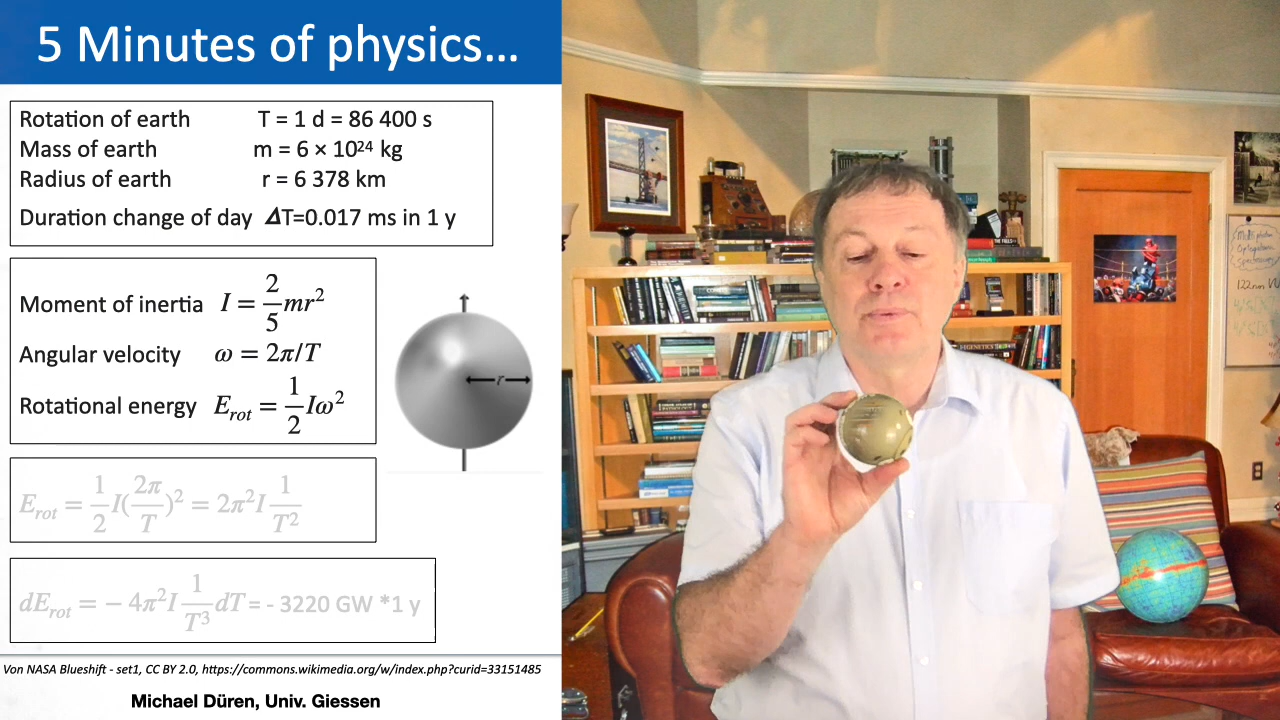 5 Minutes of physics...
Rotation of earth T = 1 d = 86 400 s
Mass of earth m = 6 × 10²⁴ kg
Radius of earth r = 6 378 km
Duration change of day ΔT=0.017 ms in 1 y
Moment of inertia I = 2/5 mr²
Angular velocity ω = 2π/T
Rotational energy E_rot = 1/2 Iω²
r
E_rot = 1/2 I(2π/T)² = 2π²I 1/T²
dE_rot = − 4π²I 1/T³ dT = - 3220 GW *1 y
Von NASA Blueshift - set1, CC BY 2.0, https://commons.wikimedia.org/w/index.php?curid=33151485
Michael Düren, Univ. Giessen
122nm